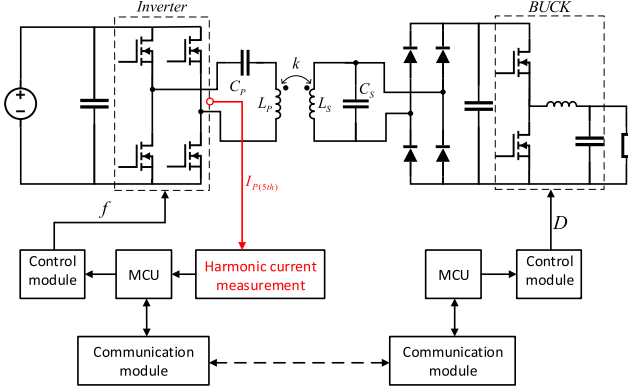 Inverter
BUCK
k
C_P
L_P
L_S
C_S
+
−
I_P(5th)
f
D
Control
module
MCU
Harmonic current
measurement
MCU
Control
module
Communication
module
Communication
module